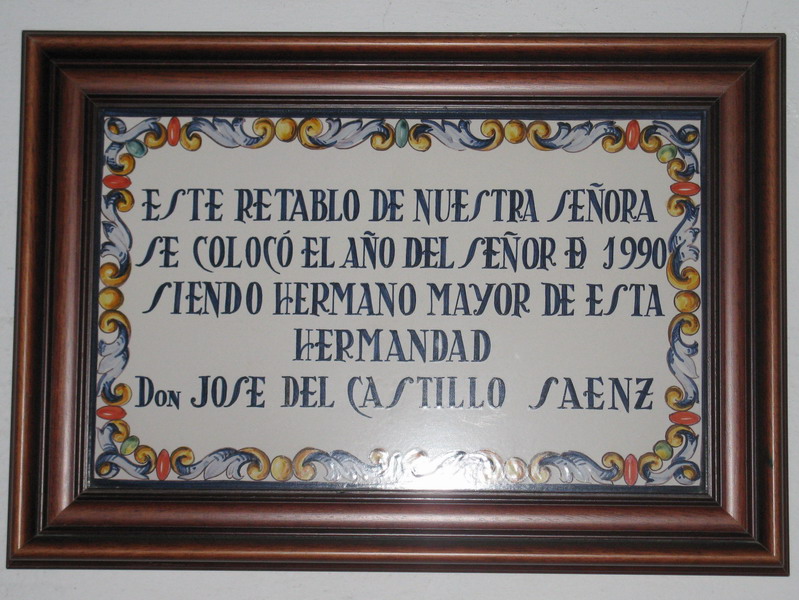 ESTE RETABLO DE NUESTRA SEÑORA
SE COLOCÓ EL AÑO DEL SEÑOR DE 1990
SIENDO HERMANO MAYOR DE ESTA
HERMANDAD
DON JOSE DEL CASTILLO SAENZ